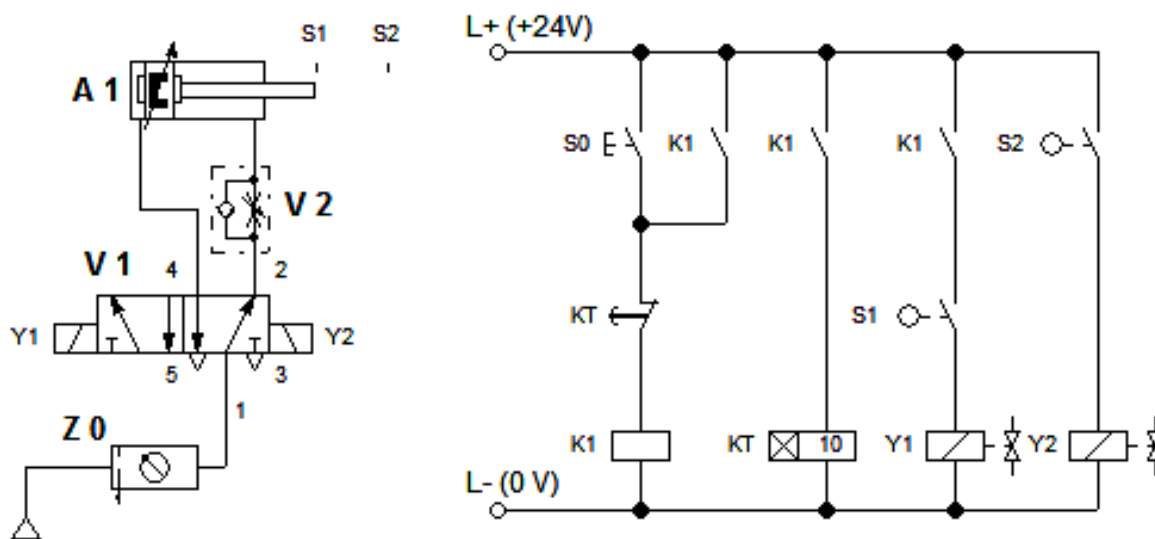 S1 S2
A 1
V 2
V 1 4 2
Y1 Y2
5 3
1
Z 0
L+ (+24V)
S0 K1 K1 K1 S2
KT S1
K1 KT 10 Y1 Y2
L- (0 V)